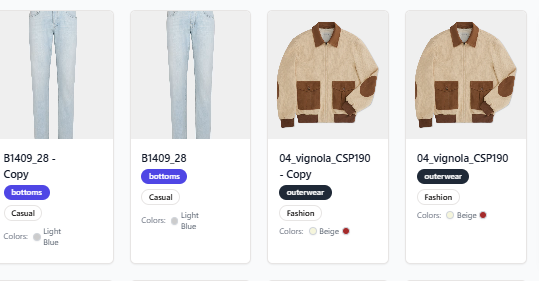 B1409_28 -
Copy
bottoms
Casual
Colors: Light
Blue
B1409_28
bottoms
Casual
Colors: Light
Blue
04_vignola_CSP190
- Copy
outerwear
Fashion
Colors: Beige
04_vignola_CSP190
outerwear
Fashion
Colors: Beige